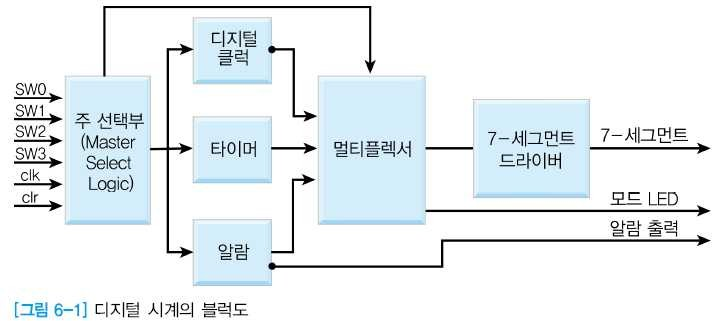 SW0
SW1
SW2
SW3
clk
clr
주 선택부
(Master
Select
Logic)
디지털
클럭
타이머
알람
멀티플렉서
7-세그먼트
드라이버
7-세그먼트
모드 LED
알람 출력
[그림 6-1] 디지털 시계의 블럭도